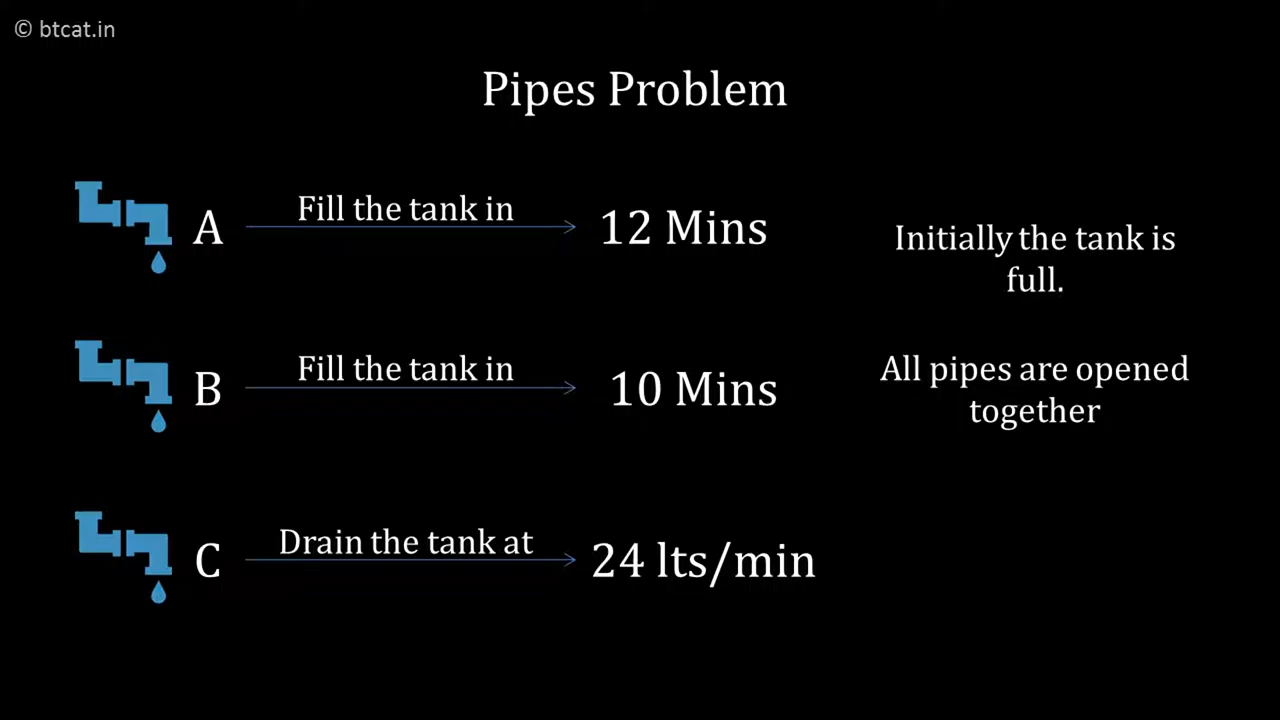 © btcat.in
Pipes Problem
A
Fill the tank in
12 Mins
Initially the tank is
full.
B
Fill the tank in
10 Mins
All pipes are opened
together
C
Drain the tank at
24 lts/min